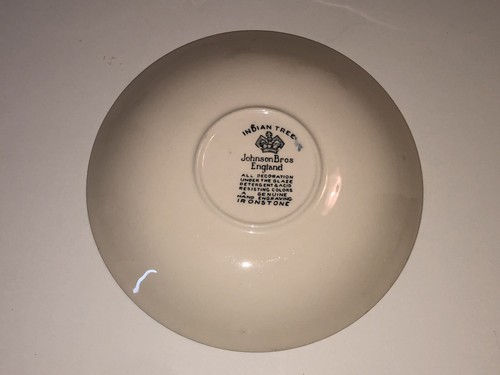 INDIAN TREE
Johnson Bros
England
ALL DECORATION
UNDER THE GLAZE
DETERGENT & ACID
RESISTING COLORS
A GENUINE
HAND ENGRAVING
IRONSTONE